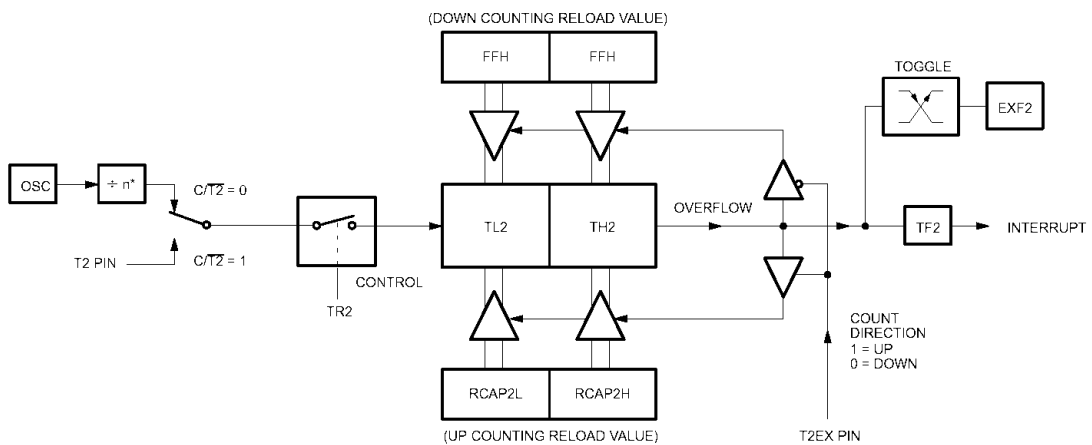 (DOWN COUNTING RELOAD VALUE)
FFH
FFH
TOGGLE
EXF2
OSC
÷ n*
C/T2 = 0
TL2
TH2
OVERFLOW
TF2
INTERRUPT
T2 PIN
C/T2 = 1
CONTROL
TR2
COUNT
DIRECTION
1 = UP
0 = DOWN
RCAP2L
RCAP2H
(UP COUNTING RELOAD VALUE)
T2EX PIN